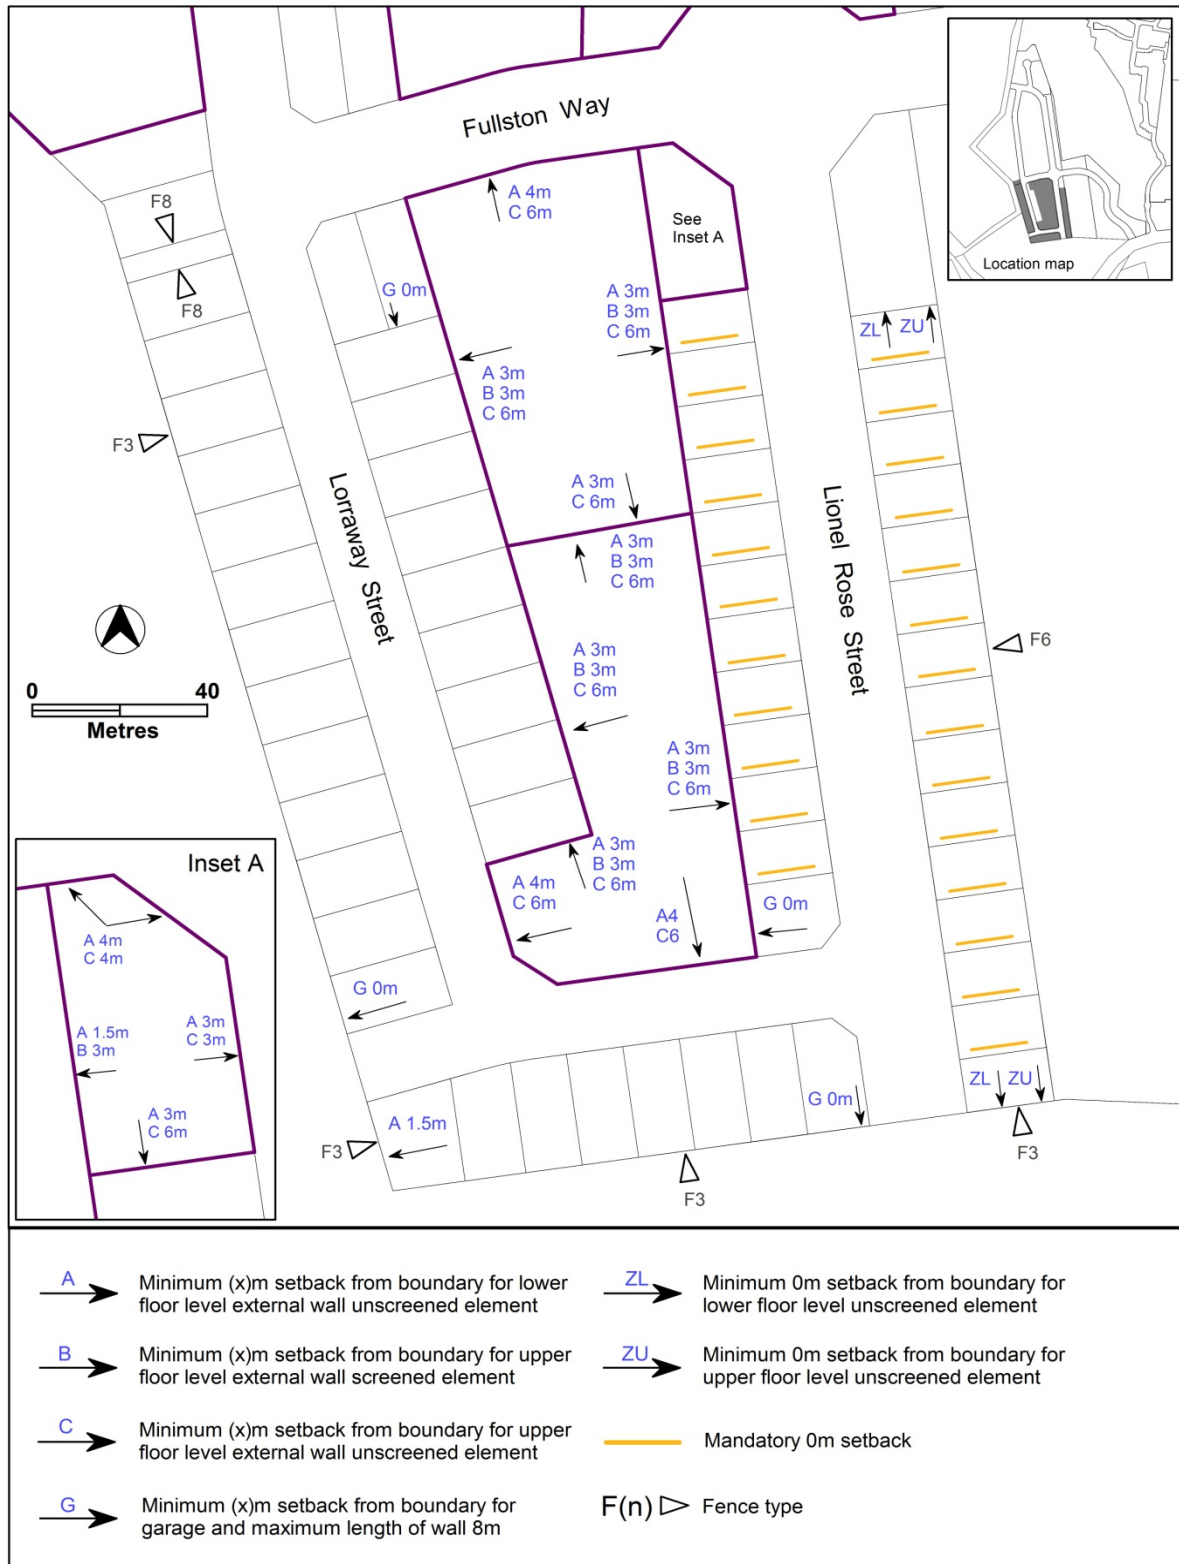 Fullston Way
F8
F8
A 4m
C 6m
See
Inset A
Location map
G 0m
A 3m
B 3m
C 6m
A 3m
B 3m
C 6m
ZL
ZU
F3
Lorraway Street
A 3m
C 6m
A 3m
B 3m
C 6m
Lionel Rose Street
0
40
Metres
A 3m
B 3m
C 6m
F6
A 3m
B 3m
C 6m
A 3m
B 3m
C 6m
A 4m
C 6m
A4
C6
G 0m
Inset A
A 4m
C 4m
A 1.5m
B 3m
A 3m
C 3m
A 3m
C 6m
G 0m
F3
A 1.5m
G 0m
F3
ZL
ZU
F3
A
Minimum (x)m setback from boundary for lower
floor level external wall unscreened element
B
Minimum (x)m setback from boundary for upper
floor level external wall screened element
C
Minimum (x)m setback from boundary for upper
floor level external wall unscreened element
G
Minimum (x)m setback from boundary for
garage and maximum length of wall 8m
ZL
Minimum 0m setback from boundary for
lower floor level unscreened element
ZU
Minimum 0m setback from boundary for
upper floor level unscreened element
Mandatory 0m setback
F(n)
Fence type